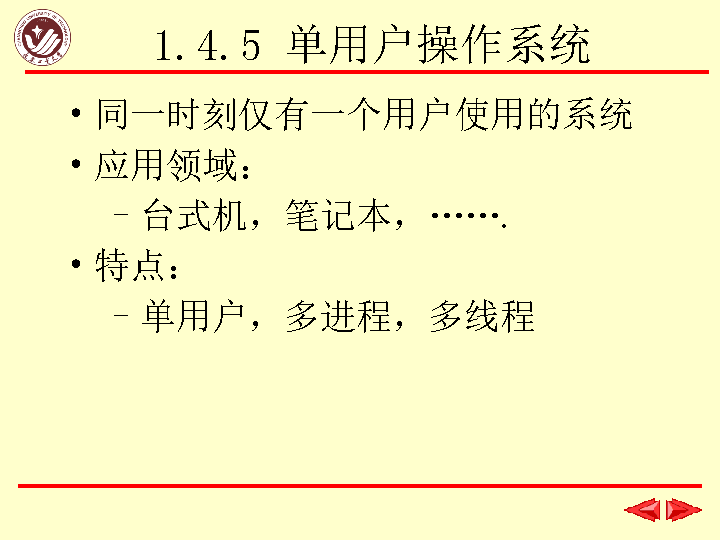 1.4.5 单用户操作系统
•同一时刻仅有一个用户使用的系统
•应用领域：
–台式机，笔记本，…….
•特点：
–单用户，多进程，多线程